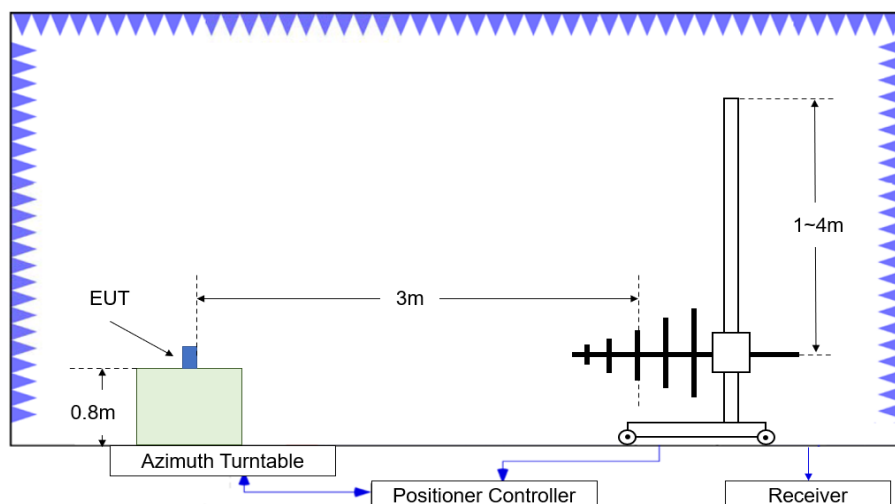 1~4m
EUT
3m
0.8m
Azimuth Turntable
Positioner Controller
Receiver